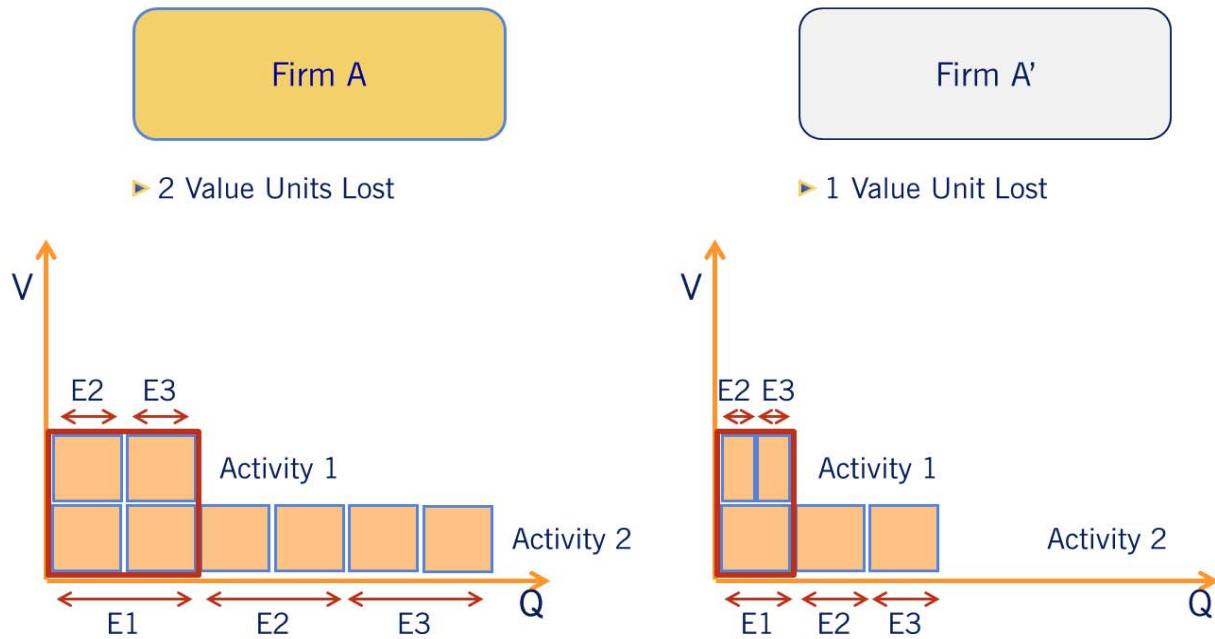 Firm A
Firm A'
2 Value Units Lost
1 Value Unit Lost
V
E2 E3
Activity 1
Activity 2
Q
E1 E2 E3
V
E2 E3
Activity 1
Activity 2
Q
E1 E2 E3